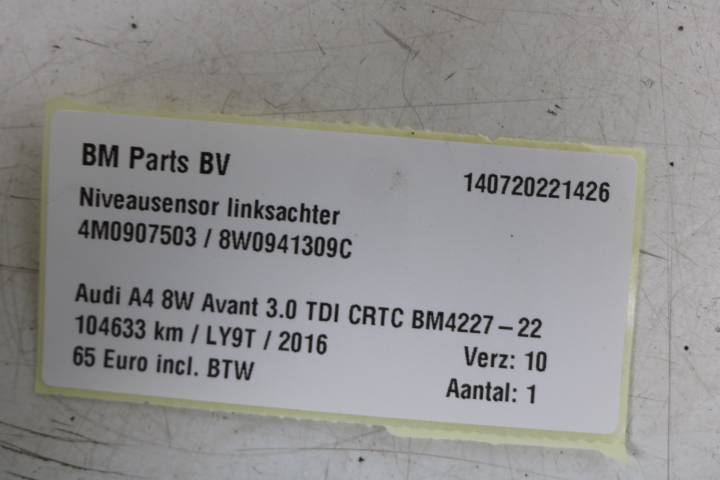 BM Parts BV 140720221426
Niveausensor linksachter
4M0907503 / 8W0941309C
Audi A4 8W Avant 3.0 TDI CRTC BM4227-22
104633 km / LY9T / 2016 Verz: 10
65 Euro incl. BTW Aantal: 1